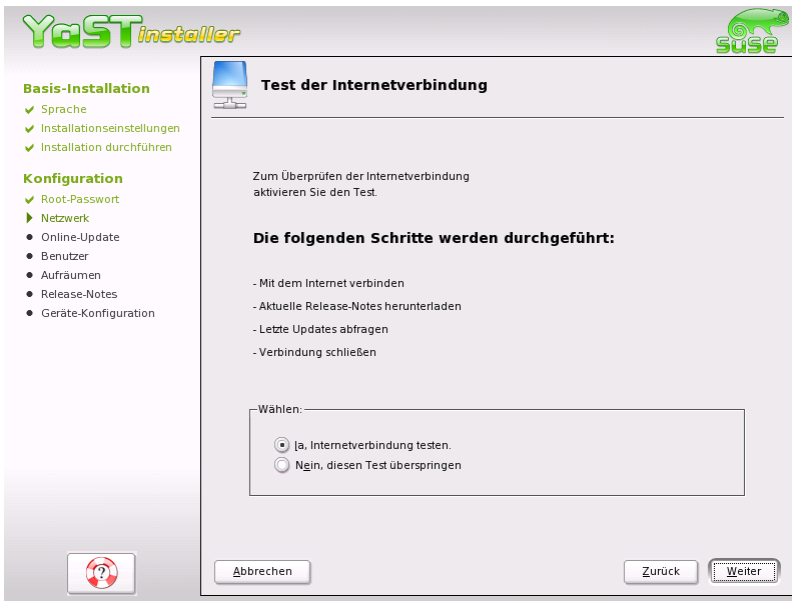 YaST installer
SUSE
Basis-Installation
Sprache
Installationseinstellungen
Installation durchführen
Konfiguration
Root-Passwort
Netzwerk
Online-Update
Benutzer
Aufräumen
Release-Notes
Geräte-Konfiguration
?
Test der Internetverbindung
Zum Überprüfen der Internetverbindung
aktivieren Sie den Test.
Die folgenden Schritte werden durchgeführt:
- Mit dem Internet verbinden
- Aktuelle Release-Notes herunterladen
- Letzte Updates abfragen
- Verbindung schließen
Wählen:
Ja, Internetverbindung testen.
Nein, diesen Test überspringen
Abbrechen
Zurück
Weiter